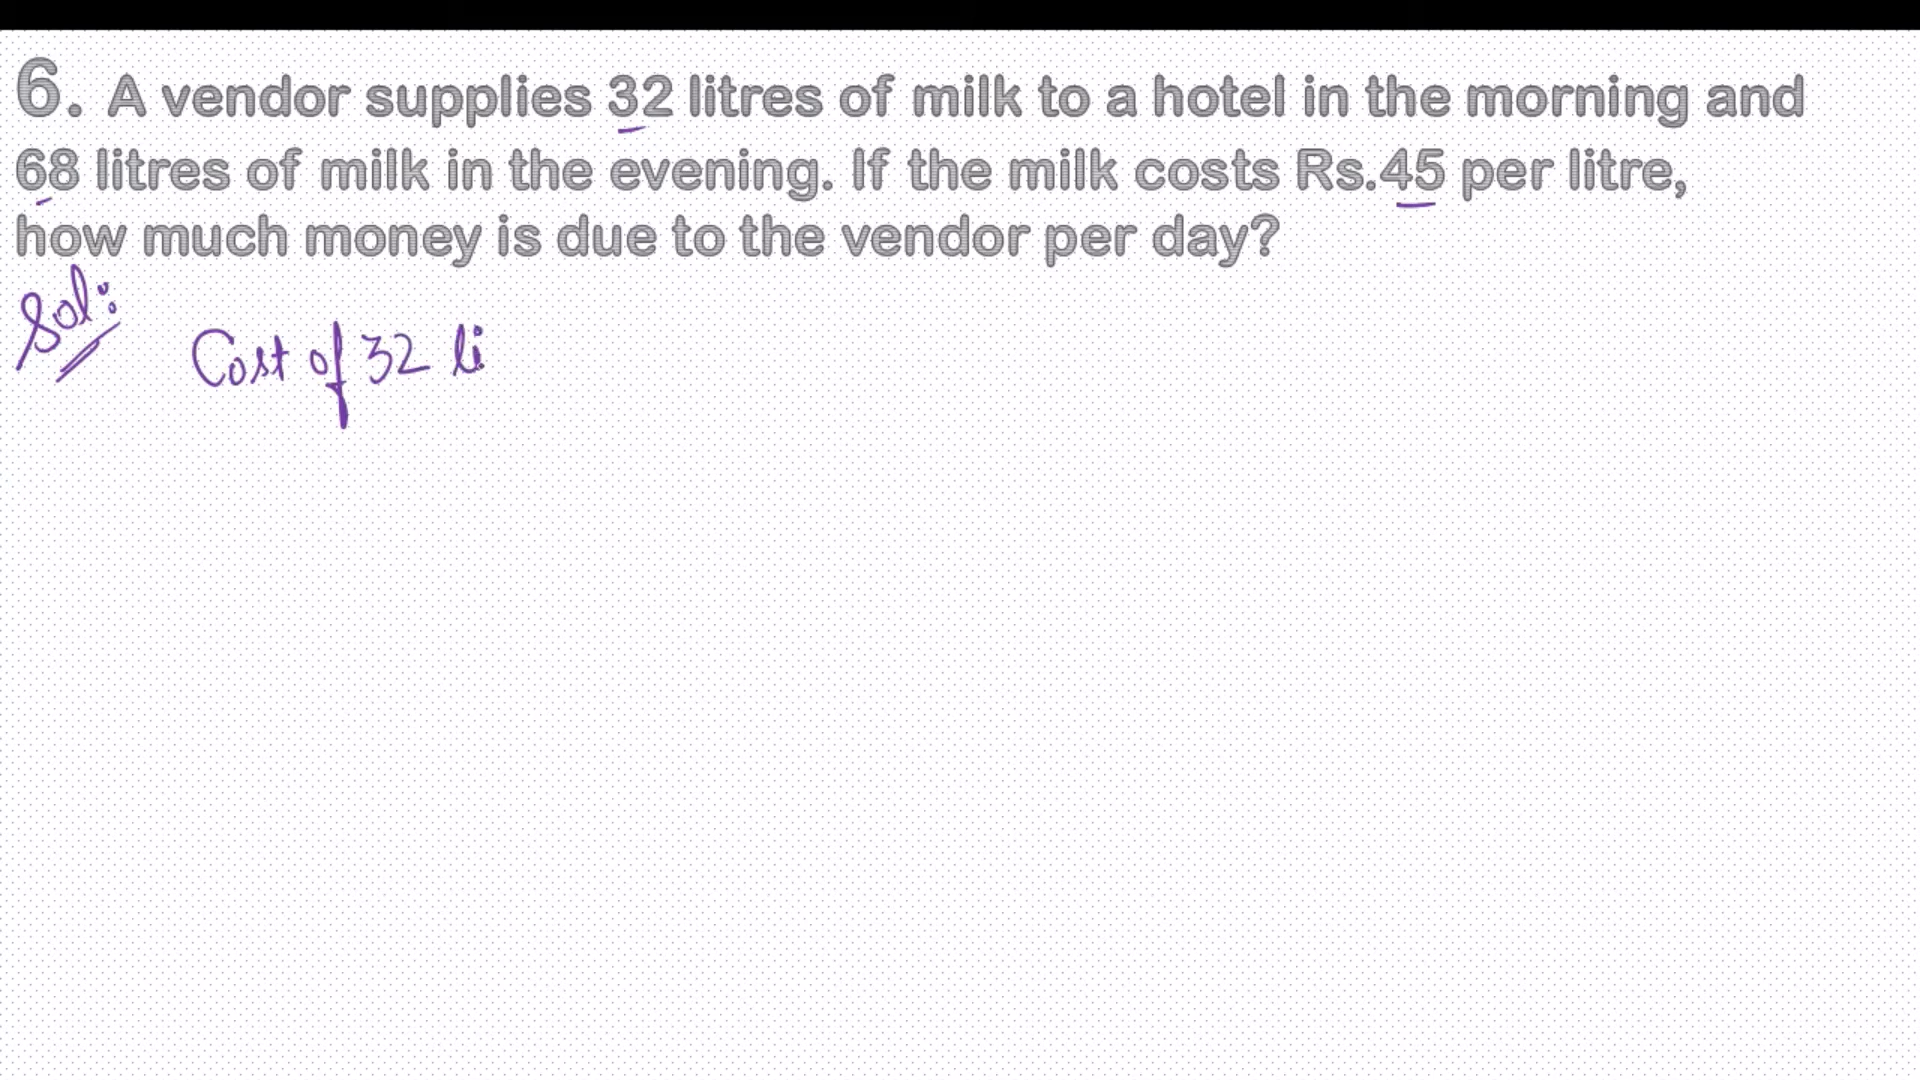 6. A vendor supplies 32 litres of milk to a hotel in the morning and
68 litres of milk in the evening. If the milk costs Rs.45 per litre,
how much money is due to the vendor per day?
Sol:
Cost of 32 li